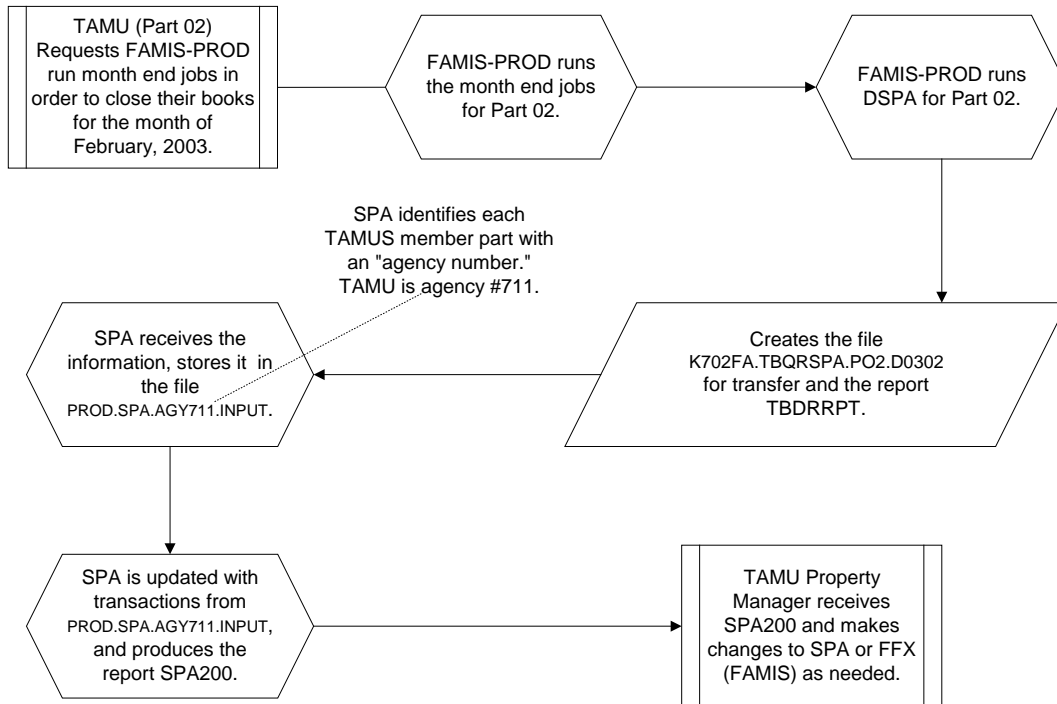 TAMU (Part 02)
Requests FAMIS-PROD
run month end jobs in
order to close their books
for the month of
February, 2003.
FAMIS-PROD runs
the month end jobs
for Part 02.
FAMIS-PROD runs
DSPA for Part 02.
SPA identifies each
TAMUS member part with
an "agency number."
TAMU is agency #711.
Creates the file
K702FA.TBQRSPA.PO2.D0302
for transfer and the report
TBDRRPT.
SPA receives the
information, stores it in
the file
PROD.SPA.AGY711.INPUT.
SPA is updated with
transactions from
PROD.SPA.AGY711.INPUT,
and produces the
report SPA200.
TAMU Property
Manager receives
SPA200 and makes
changes to SPA or FFX
(FAMIS) as needed.